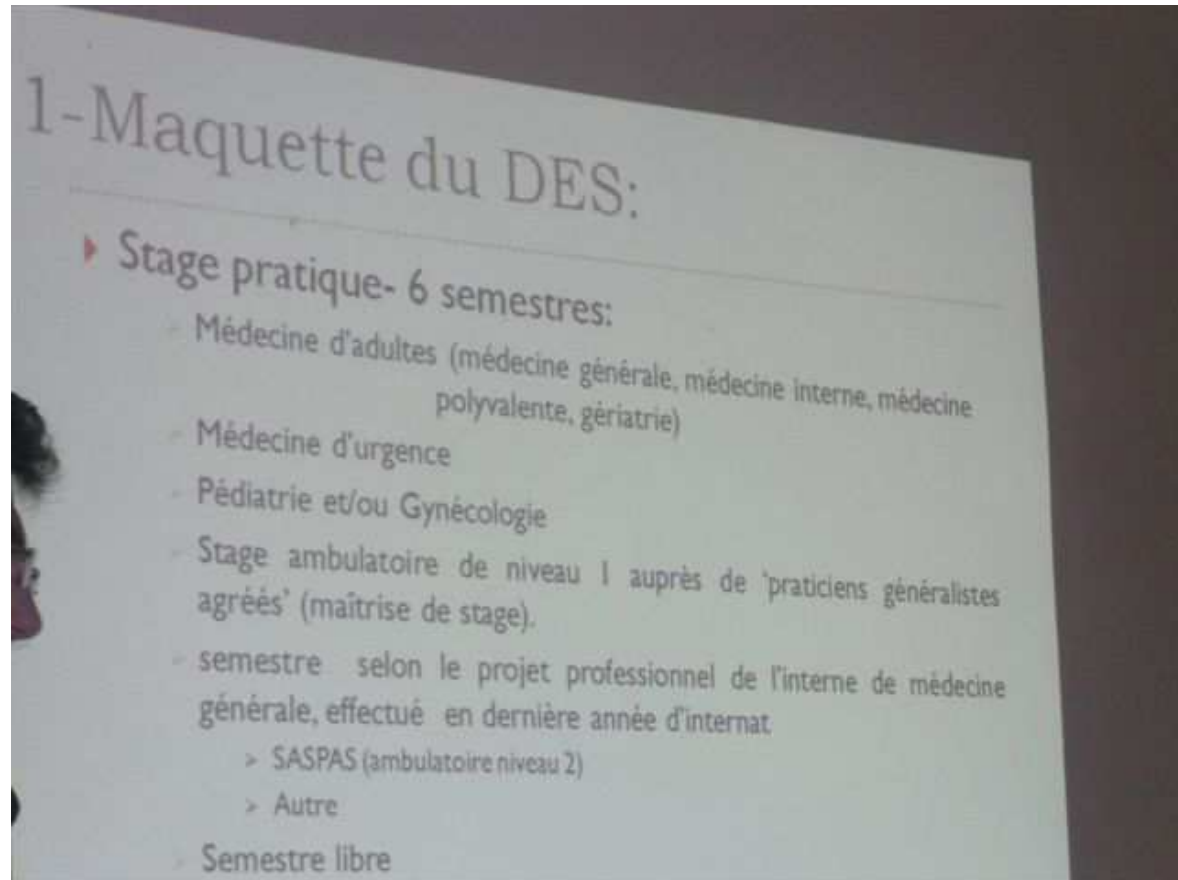 1-Maquette du DES:
Stage pratique- 6 semestres:
Médecine d'adultes (médecine générale, médecine interne, médecine
polyvalente, gériatrie)
Médecine d'urgence
Pédiatrie et/ou Gynécologie
Stage ambulatoire de niveau 1 auprès de 'praticiens généralistes
agréés' (maîtrise de stage).
semestre selon le projet professionnel de l'interne de médecine
générale, effectué en dernière année d'internat
> SASPAS (ambulatoire niveau 2)
> Autre
Semestre libre